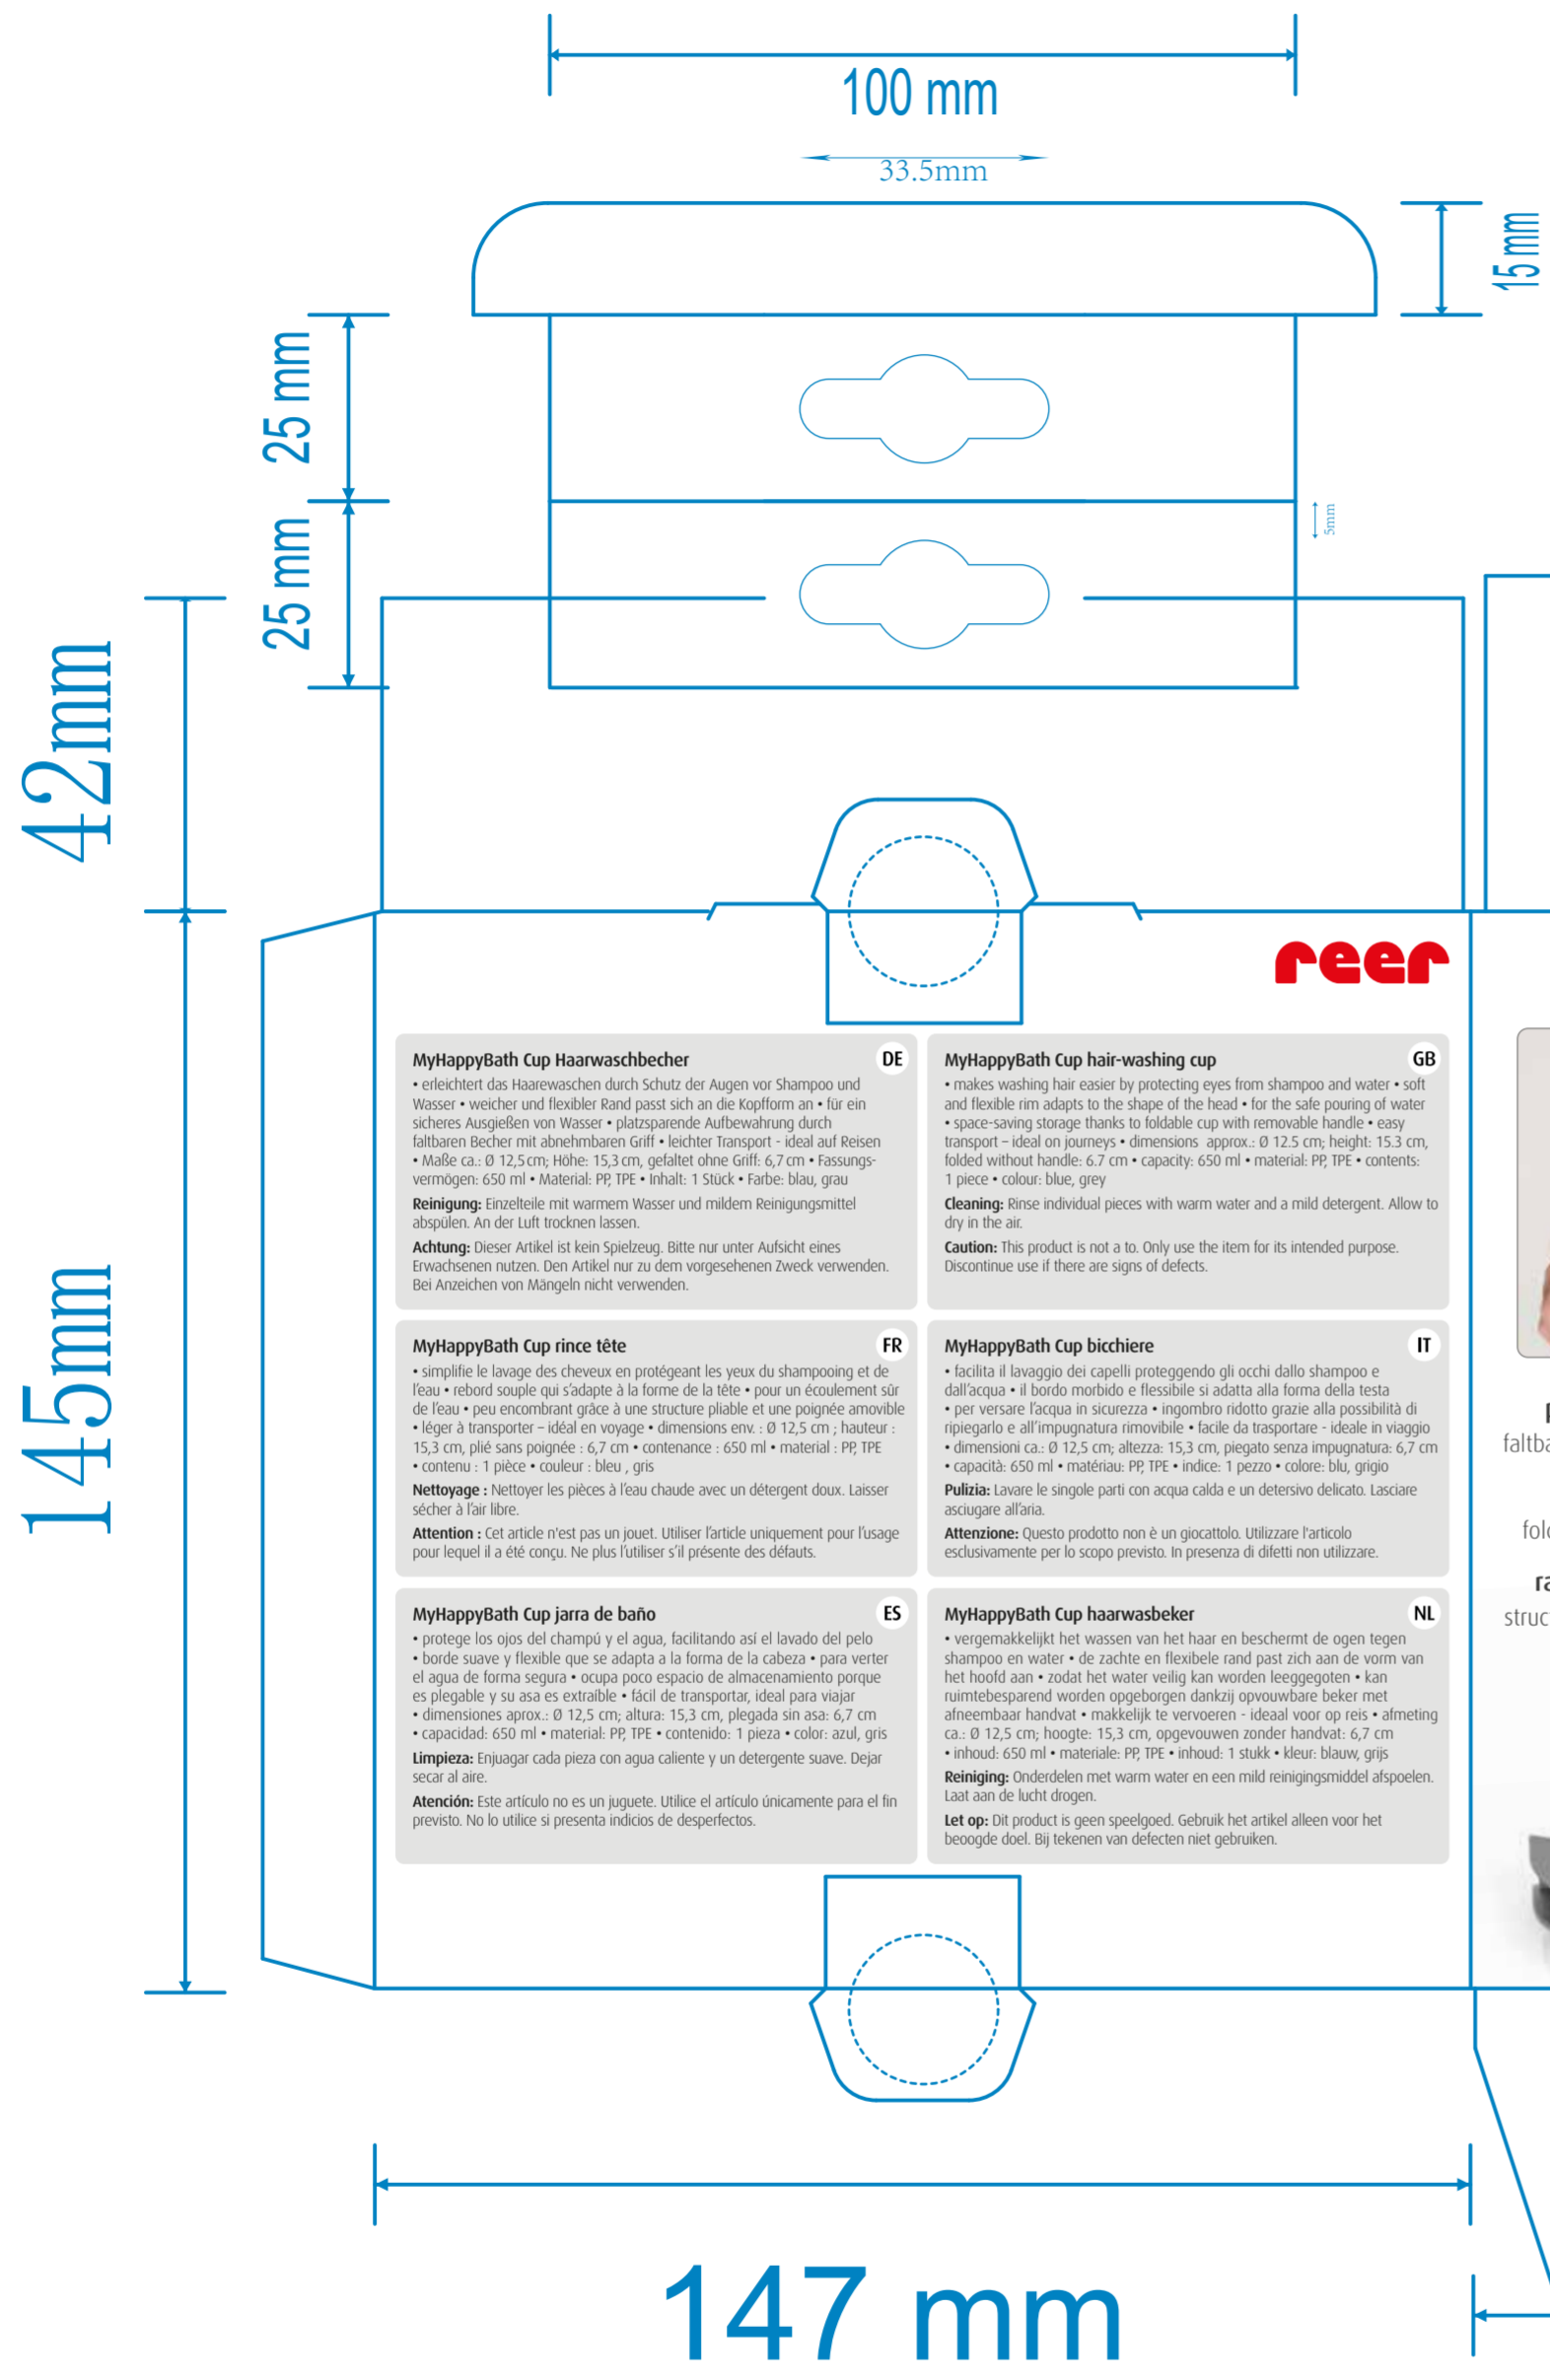 100 mm
33.5mm
15 mm
25 mm
25 mm
5mm
42mm
145mm
reer
MyHappyBath Cup Haarwaschbecher
DE
• erleichtert das Haarewaschen durch Schutz der Augen vor Shampoo und
Wasser • weicher und flexibler Rand passt sich an die Kopfform an • für ein
sicheres Ausgießen von Wasser • platzsparende Aufbewahrung durch
faltbaren Becher mit abnehmbaren Griff • leichter Transport - ideal auf Reisen
• Maße ca.: Ø 12,5 cm; Höhe: 15,3 cm, gefaltet ohne Griff: 6,7 cm • Fassungs-
vermögen: 650 ml • Material: PP, TPE • Inhalt: 1 Stück • Farbe: blau, grau
Reinigung: Einzelteile mit warmem Wasser und mildem Reinigungsmittel
abspülen. An der Luft trocknen lassen.
Achtung: Dieser Artikel ist kein Spielzeug. Bitte nur unter Aufsicht eines
Erwachsenen nutzen. Den Artikel nur zu dem vorgesehenen Zweck verwenden.
Bei Anzeichen von Mängeln nicht verwenden.
MyHappyBath Cup hair-washing cup
GB
• makes washing hair easier by protecting eyes from shampoo and water • soft
and flexible rim adapts to the shape of the head • for the safe pouring of water
• space-saving storage thanks to foldable cup with removable handle • easy
transport – ideal on journeys • dimensions approx.: Ø 12.5 cm; height: 15.3 cm,
folded without handle: 6.7 cm • capacity: 650 ml • material: PP, TPE • contents:
1 piece • colour: blue, grey
Cleaning: Rinse individual pieces with warm water and a mild detergent. Allow to
dry in the air.
Caution: This product is not a to. Only use the item for its intended purpose.
Discontinue use if there are signs of defects.
MyHappyBath Cup rince tête
FR
• simplifie le lavage des cheveux en protégeant les yeux du shampooing et de
l’eau • rebord souple qui s’adapte à la forme de la tête • pour un écoulement sûr
de l’eau • peu encombrant grâce à une structure pliable et une poignée amovible
• léger à transporter – idéal en voyage • dimensions env. : Ø 12,5 cm ; hauteur :
15,3 cm, plié sans poignée : 6,7 cm • contenance : 650 ml • material : PP, TPE
• contenu : 1 pièce • couleur : bleu , gris
Nettoyage : Nettoyer les pièces à l’eau chaude avec un détergent doux. Laisser
sécher à l’air libre.
Attention : Cet article n'est pas un jouet. Utiliser l’article uniquement pour l’usage
pour lequel il a été conçu. Ne plus l’utiliser s’il présente des défauts.
MyHappyBath Cup bicchiere
IT
• facilita il lavaggio dei capelli proteggendo gli occhi dallo shampoo e
dall’acqua • il bordo morbido e flessibile si adatta alla forma della testa
• per versare l’acqua in sicurezza • ingombro ridotto grazie alla possibilità di
ripiegarlo e all’impugnatura rimovibile • facile da trasportare - ideale in viaggio
• dimensioni ca.: Ø 12,5 cm; altezza: 15,3 cm, piegato senza impugnatura: 6,7 cm
• capacità: 650 ml • matériau: PP, TPE • indice: 1 pezzo • colore: blu, grigio
Pulizia: Lavare le singole parti con acqua calda e un detersivo delicato. Lasciare
asciugare all’aria.
Attenzione: Questo prodotto non è un giocattolo. Utilizzare l'articolo
esclusivamente per lo scopo previsto. In presenza di difetti non utilizzare.
MyHappyBath Cup jarra de baño
ES
• protege los ojos del champú y el agua, facilitando así el lavado del pelo
• borde suave y flexible que se adapta a la forma de la cabeza • para verter
el agua de forma segura • ocupa poco espacio de almacenamiento porque
es plegable y su asa es extraíble • fácil de transportar, ideal para viajar
• dimensiones aprox.: Ø 12,5 cm; altura: 15,3 cm, plegada sin asa: 6,7 cm
• capacidad: 650 ml • material: PP, TPE • contenido: 1 pieza • color: azul, gris
Limpieza: Enjuagar cada pieza con agua caliente y un detergente suave. Dejar
secar al aire.
Atención: Este artículo no es un juguete. Utilice el artículo únicamente para el fin
previsto. No lo utilice si presenta indicios de desperfectos.
MyHappyBath Cup haarwasbeker
NL
• vergemakkelijkt het wassen van het haar en beschermt de ogen tegen
shampoo en water • de zachte en flexibele rand past zich aan de vorm van
het hoofd aan • zodat het water veilig kan worden leeggegoten • kan
ruimtebesparend worden opgeborgen dankzij opvouwbare beker met
afneembaar handvat • makkelijk te vervoeren - ideaal voor op reis • afmeting
ca.: Ø 12,5 cm; hoogte: 15,3 cm, opgevouwen zonder handvat: 6,7 cm
• inhoud: 650 ml • materiale: PP, TPE • inhoud: 1 stukk • kleur: blauw, grijs
Reiniging: Onderdelen met warm water en een mild reinigingsmiddel afspoelen.
Laat aan de lucht drogen.
Let op: Dit product is geen speelgoed. Gebruik het artikel alleen voor het
beoogde doel. Bij tekenen van defecten niet gebruiken.
147 mm